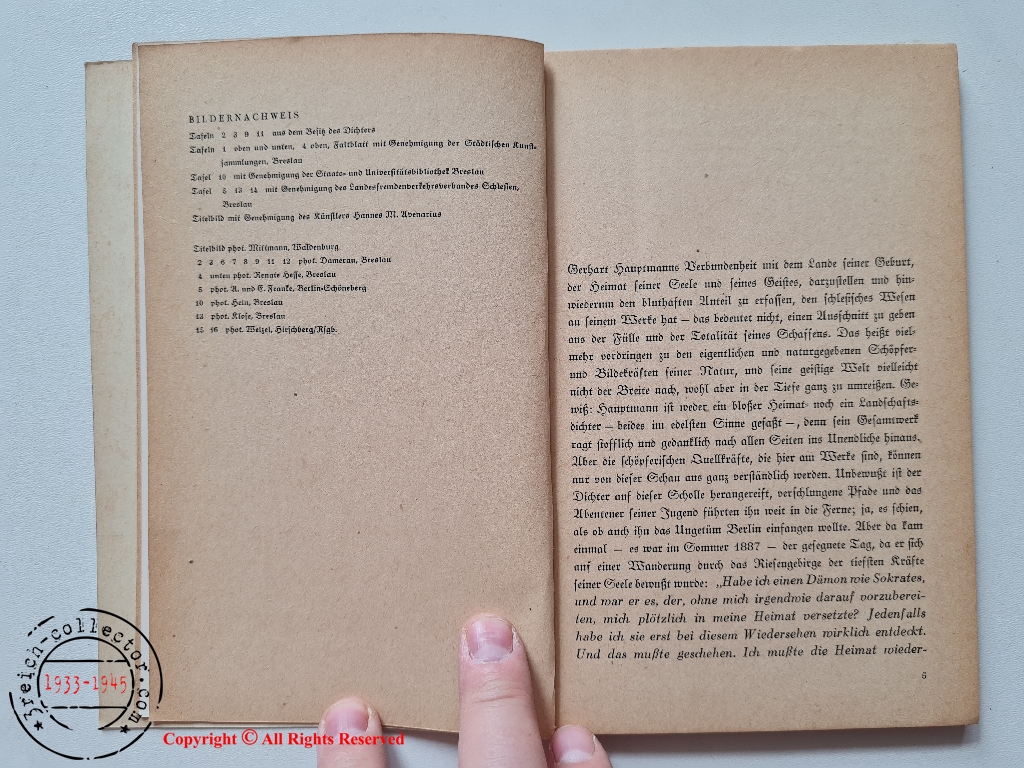 BILDERNACHWEIS
Tafeln 2 3 9 11 aus dem Besitz des Dichters
Tafeln 1 oben und unten, 4 oben, Faltblatt mit Genehmigung der Städtischen Kunst-
sammlungen, Breslau
Tafel 10 mit Genehmigung der Staats- und Universitätsbibliothek Breslau
Tafel 5 13 14 mit Genehmigung des Landesfremdenverkehrsverbandes Schlesien,
Breslau
Titelbild mit Genehmigung des Künstlers Hannes M. Avenarius
Titelbild phot. Mittmann, Waldenburg
2 3 6 7 8 9 11 12 phot. Dameran, Breslau
4 unten phot. Renate Hesse, Breslau
5 phot. A. und E. Franke, Berlin-Schöneberg
10 phot. Hein, Breslau
13 phot. Klose, Breslau
15 16 phot. Welzel, Hirschberg/Rsgb.
Gerhart Hauptmanns Verbundenheit mit dem Lande seiner Geburt,
der Heimat seiner Seele und seines Geistes, darzustellen und hin-
wiederum den bluthaften Anteil zu erfassen, den schlesisches Wesen
an seinem Werke hat – das bedeutet nicht, einen Ausschnitt zu geben
aus der Fülle und der Totalität seines Schaffens. Das heißt viel-
mehr vordringen zu den eigentlichen und naturgegebenen Schöpfer-
und Bildekräften seiner Natur, und seine geistige Welt vielleicht
nicht der Breite nach, wohl aber in der Tiefe ganz zu umreißen. Ge-
wiß: Hauptmann ist weder ein bloßer Heimat- noch ein Landschafts-
dichter – beides im edelsten Sinne gefaßt –, denn sein Gesamtwerk
ragt stofflich und gedanklich nach allen Seiten ins Unendliche hinaus.
Aber die schöpferischen Quellkräfte, die hier am Werke sind, können
nur von dieser Schau aus ganz verständlich werden. Unbewußt ist der
Dichter auf dieser Scholle herangereift, verschlungene Pfade und das
Abenteuer seiner Jugend führten ihn weit in die Ferne; ja, es schien,
als ob auch ihn das Ungetüm Berlin einfangen wollte. Aber da kam
einmal – es war im Sommer 1887 – der gesegnete Tag, da er sich
auf einer Wanderung durch das Riesengebirge der tiefsten Kräfte
seiner Seele bewußt wurde: „Habe ich einen Dämon wie Sokrates,
und war er es, der, ohne mich irgendwie darauf vorzuberei-
ten, mich plötzlich in meine Heimat versetzte? Jedenfalls
habe ich sie erst bei diesem Wiedersehen wirklich entdeckt.
Und das mußte geschehen. Ich mußte die Heimat wieder-
5
3reich-collector.com
1933-1945
Copyright © All Rights Reserved